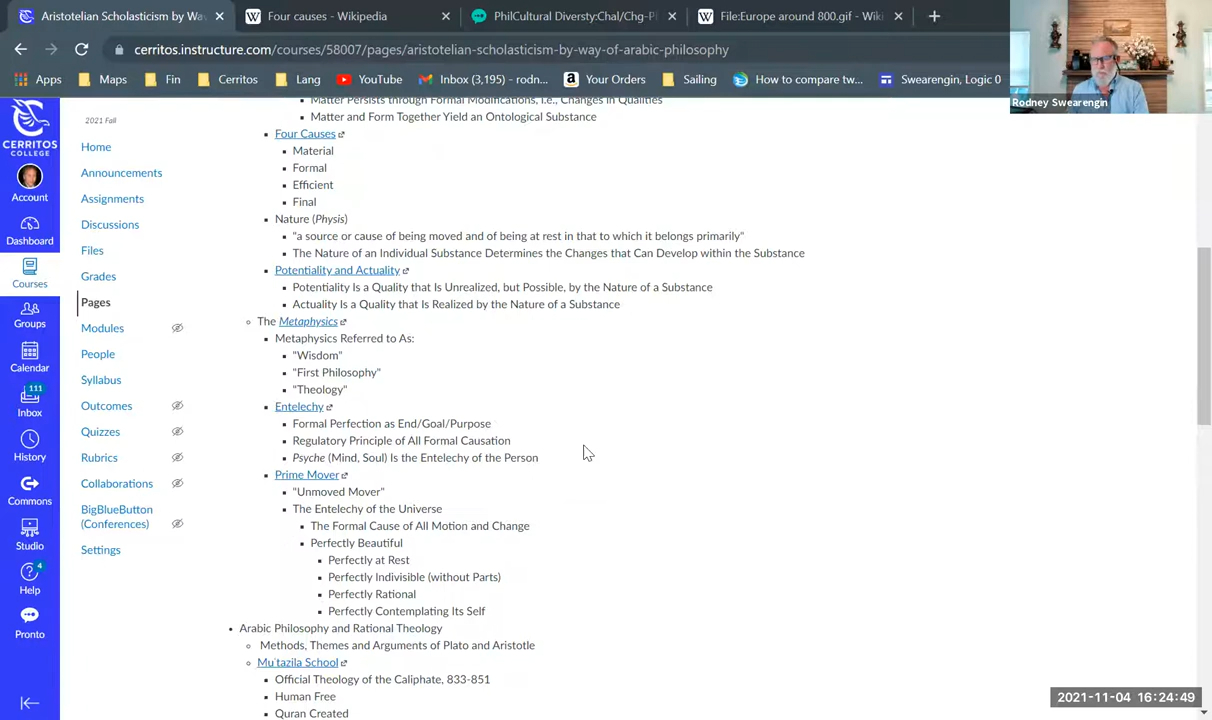 Aristotelian Scholasticism by Wa
Four causes - Wikipedia
PhilCultural Diversty:Chal/Chg-P
File:Europe around 800.gif - Wiki
cerritos.instructure.com/courses/58007/pages/aristotelian-scholasticism-by-way-of-arabic-philosophy
Apps
Maps
Fin
Cerritos
Lang
YouTube
Inbox (3,195) - rodn...
Your Orders
Sailing
How to compare tw...
Swearengin, Logic 0
Rodney Swearengin
CERRITOS
COLLEGE
Account
Dashboard
Courses
Groups
Calendar
111
Inbox
History
Commons
Studio
4
Help
Pronto
2021 Fall
Home
Announcements
Assignments
Discussions
Files
Grades
Pages
Modules
People
Syllabus
Outcomes
Quizzes
Rubrics
Collaborations
BigBlueButton
(Conferences)
Settings
Matter Persists through Formal Modifications, i.e., Changes in Qualities
Matter and Form Together Yield an Ontological Substance
Four Causes
Material
Formal
Efficient
Final
Nature (Physis)
"a source or cause of being moved and of being at rest in that to which it belongs primarily"
The Nature of an Individual Substance Determines the Changes that Can Develop within the Substance
Potentiality and Actuality
Potentiality Is a Quality that Is Unrealized, but Possible, by the Nature of a Substance
Actuality Is a Quality that Is Realized by the Nature of a Substance
The Metaphysics
Metaphysics Referred to As:
"Wisdom"
"First Philosophy"
"Theology"
Entelechy
Formal Perfection as End/Goal/Purpose
Regulatory Principle of All Formal Causation
Psyche (Mind, Soul) Is the Entelechy of the Person
Prime Mover
"Unmoved Mover"
The Entelechy of the Universe
The Formal Cause of All Motion and Change
Perfectly Beautiful
Perfectly at Rest
Perfectly Indivisible (without Parts)
Perfectly Rational
Perfectly Contemplating Its Self
Arabic Philosophy and Rational Theology
Methods, Themes and Arguments of Plato and Aristotle
Mu'tazila School
Official Theology of the Caliphate, 833-851
Human Free
Quran Created
2021-11-04 16:24:49